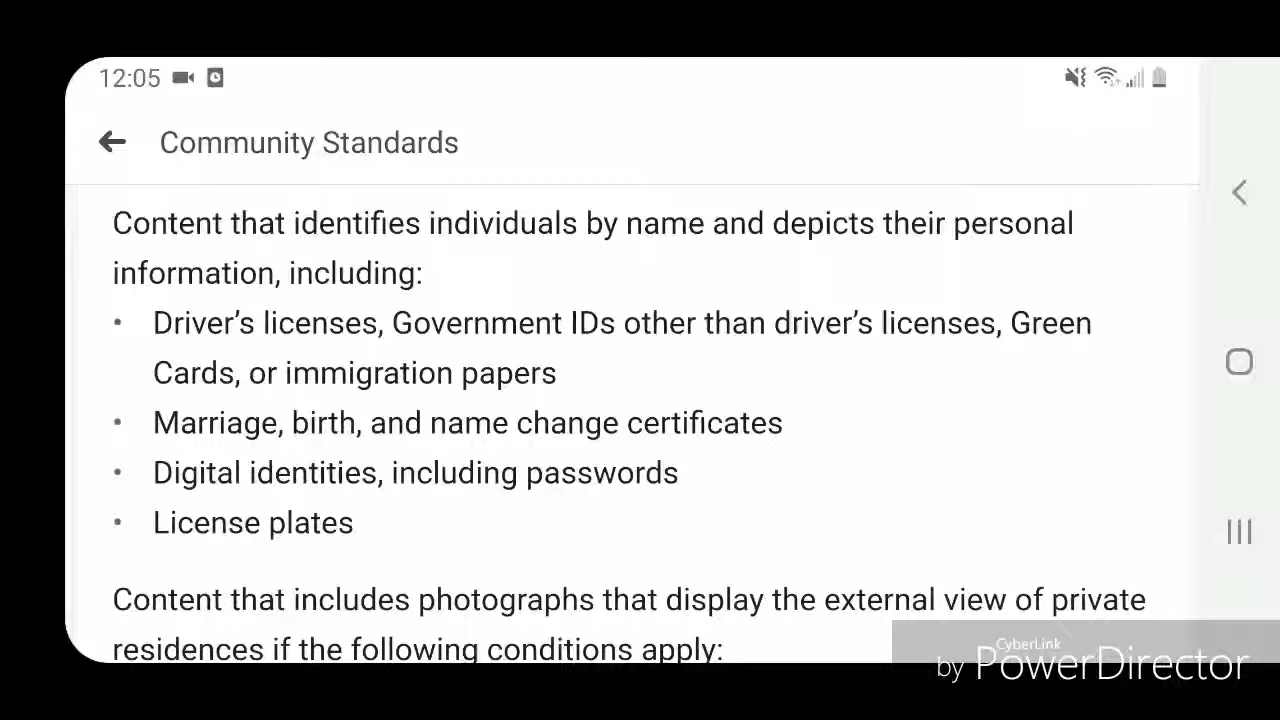 12:05
Community Standards
Content that identifies individuals by name and depicts their personal
information, including:
• Driver’s licenses, Government IDs other than driver’s licenses, Green
Cards, or immigration papers
• Marriage, birth, and name change certificates
• Digital identities, including passwords
• License plates
Content that includes photographs that display the external view of private
residences if the following conditions apply:
CyberLink
by PowerDirector